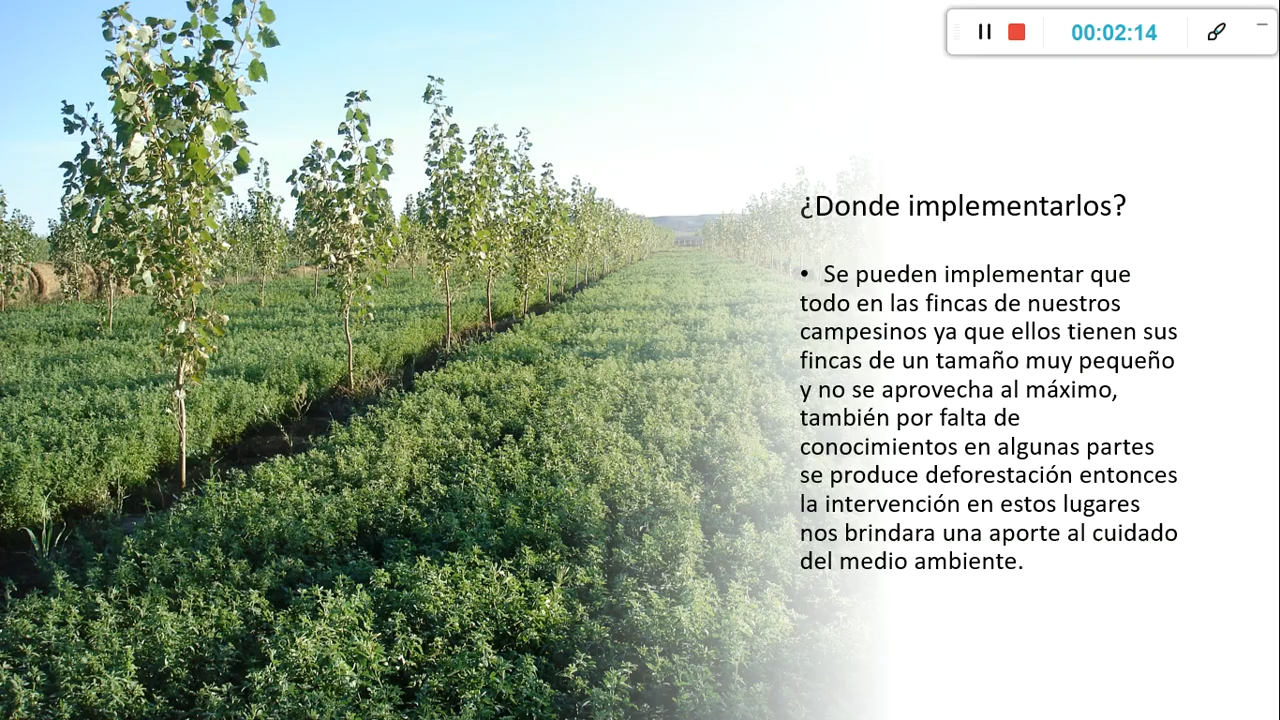 00:02:14
¿Donde implementarlos?
• Se pueden implementar que
todo en las fincas de nuestros
campesinos ya que ellos tienen sus
fincas de un tamaño muy pequeño
y no se aprovecha al máximo,
también por falta de
conocimientos en algunas partes
se produce deforestación entonces
la intervención en estos lugares
nos brindara una aporte al cuidado
del medio ambiente.